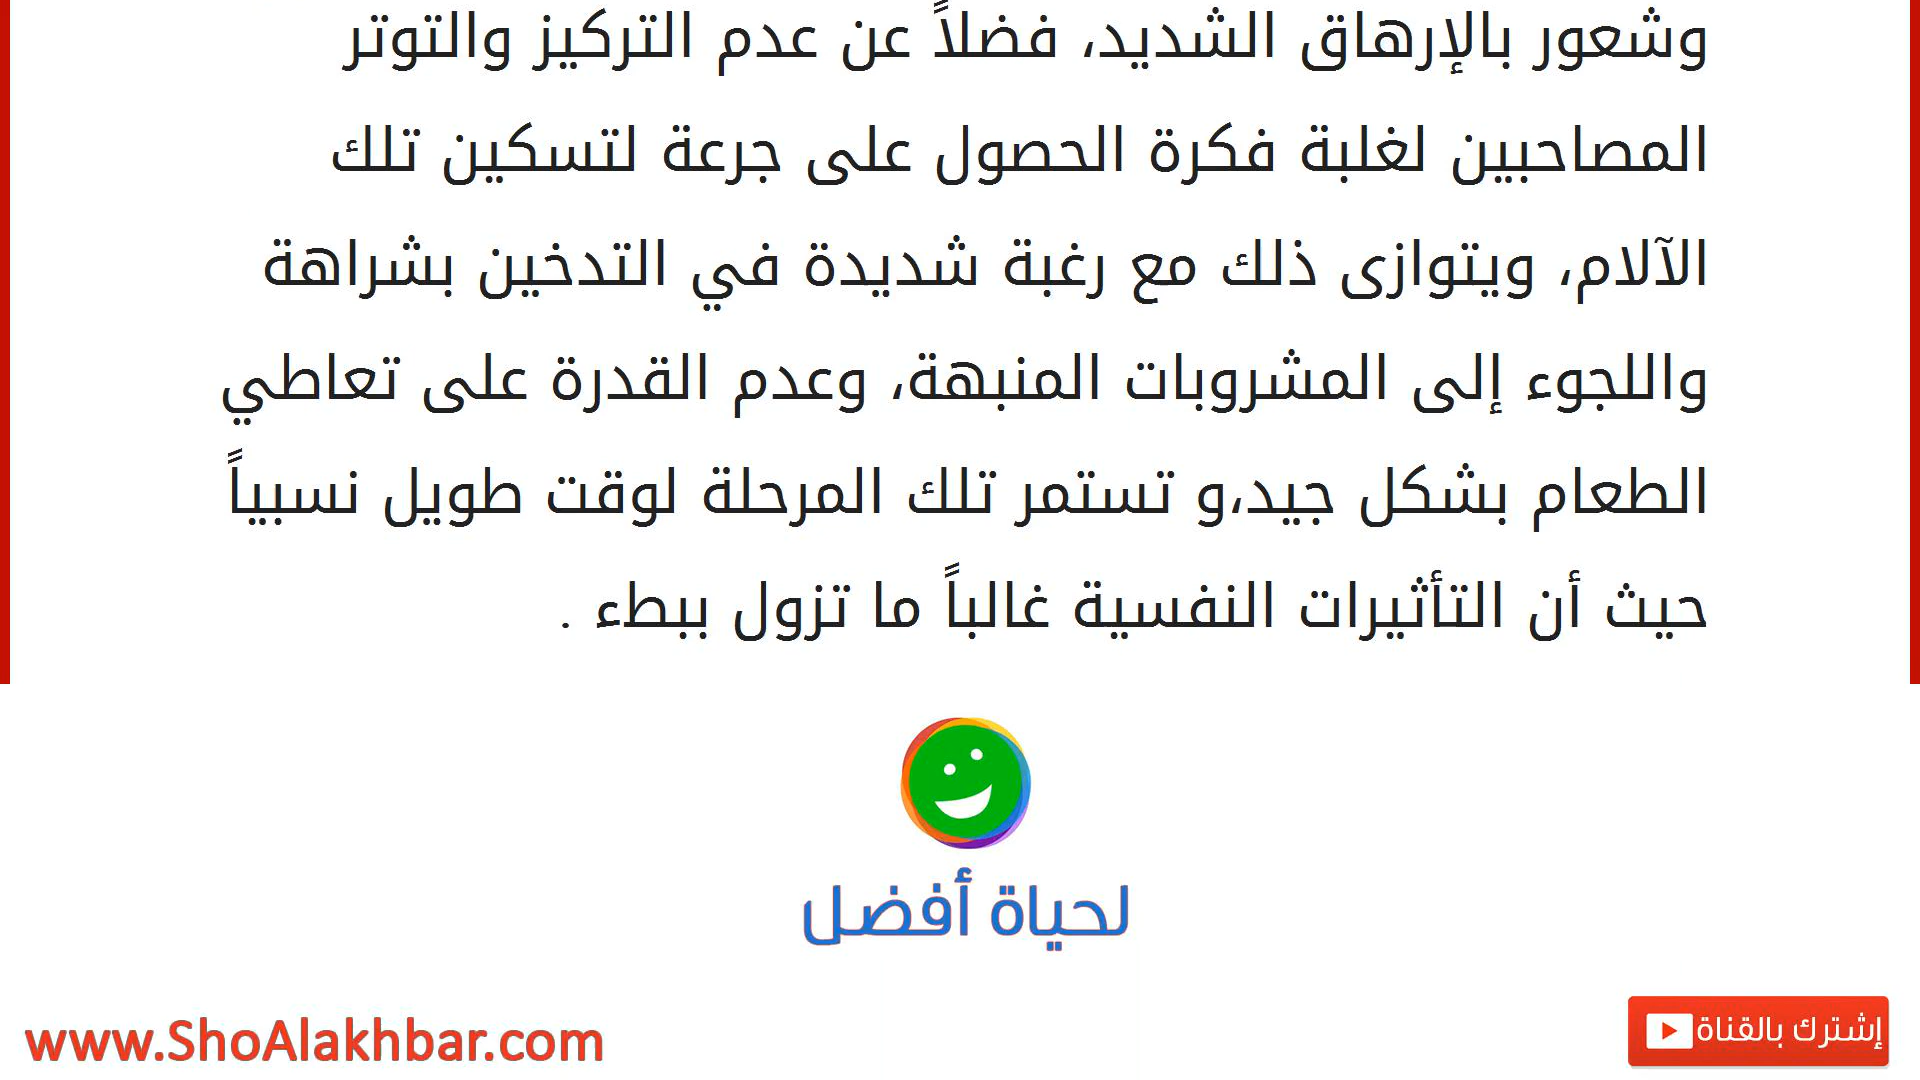 وشعور بالإرهاق الشديد، فضلاً عن عدم التركيز والتوتر
المصاحبين لغلبة فكرة الحصول على جرعة لتسكين تلك
الآلام، ويتوازى ذلك مع رغبة شديدة في التدخين بشراهة
واللجوء إلى المشروبات المنبهة، وعدم القدرة على تعاطي
الطعام بشكل جيد،و تستمر تلك المرحلة لوقت طويل نسبياً
حيث أن التأثيرات النفسية غالباً ما تزول ببطء .
لحياة أفضل
www.ShoAlakhbar.com
إشترك بالقناة